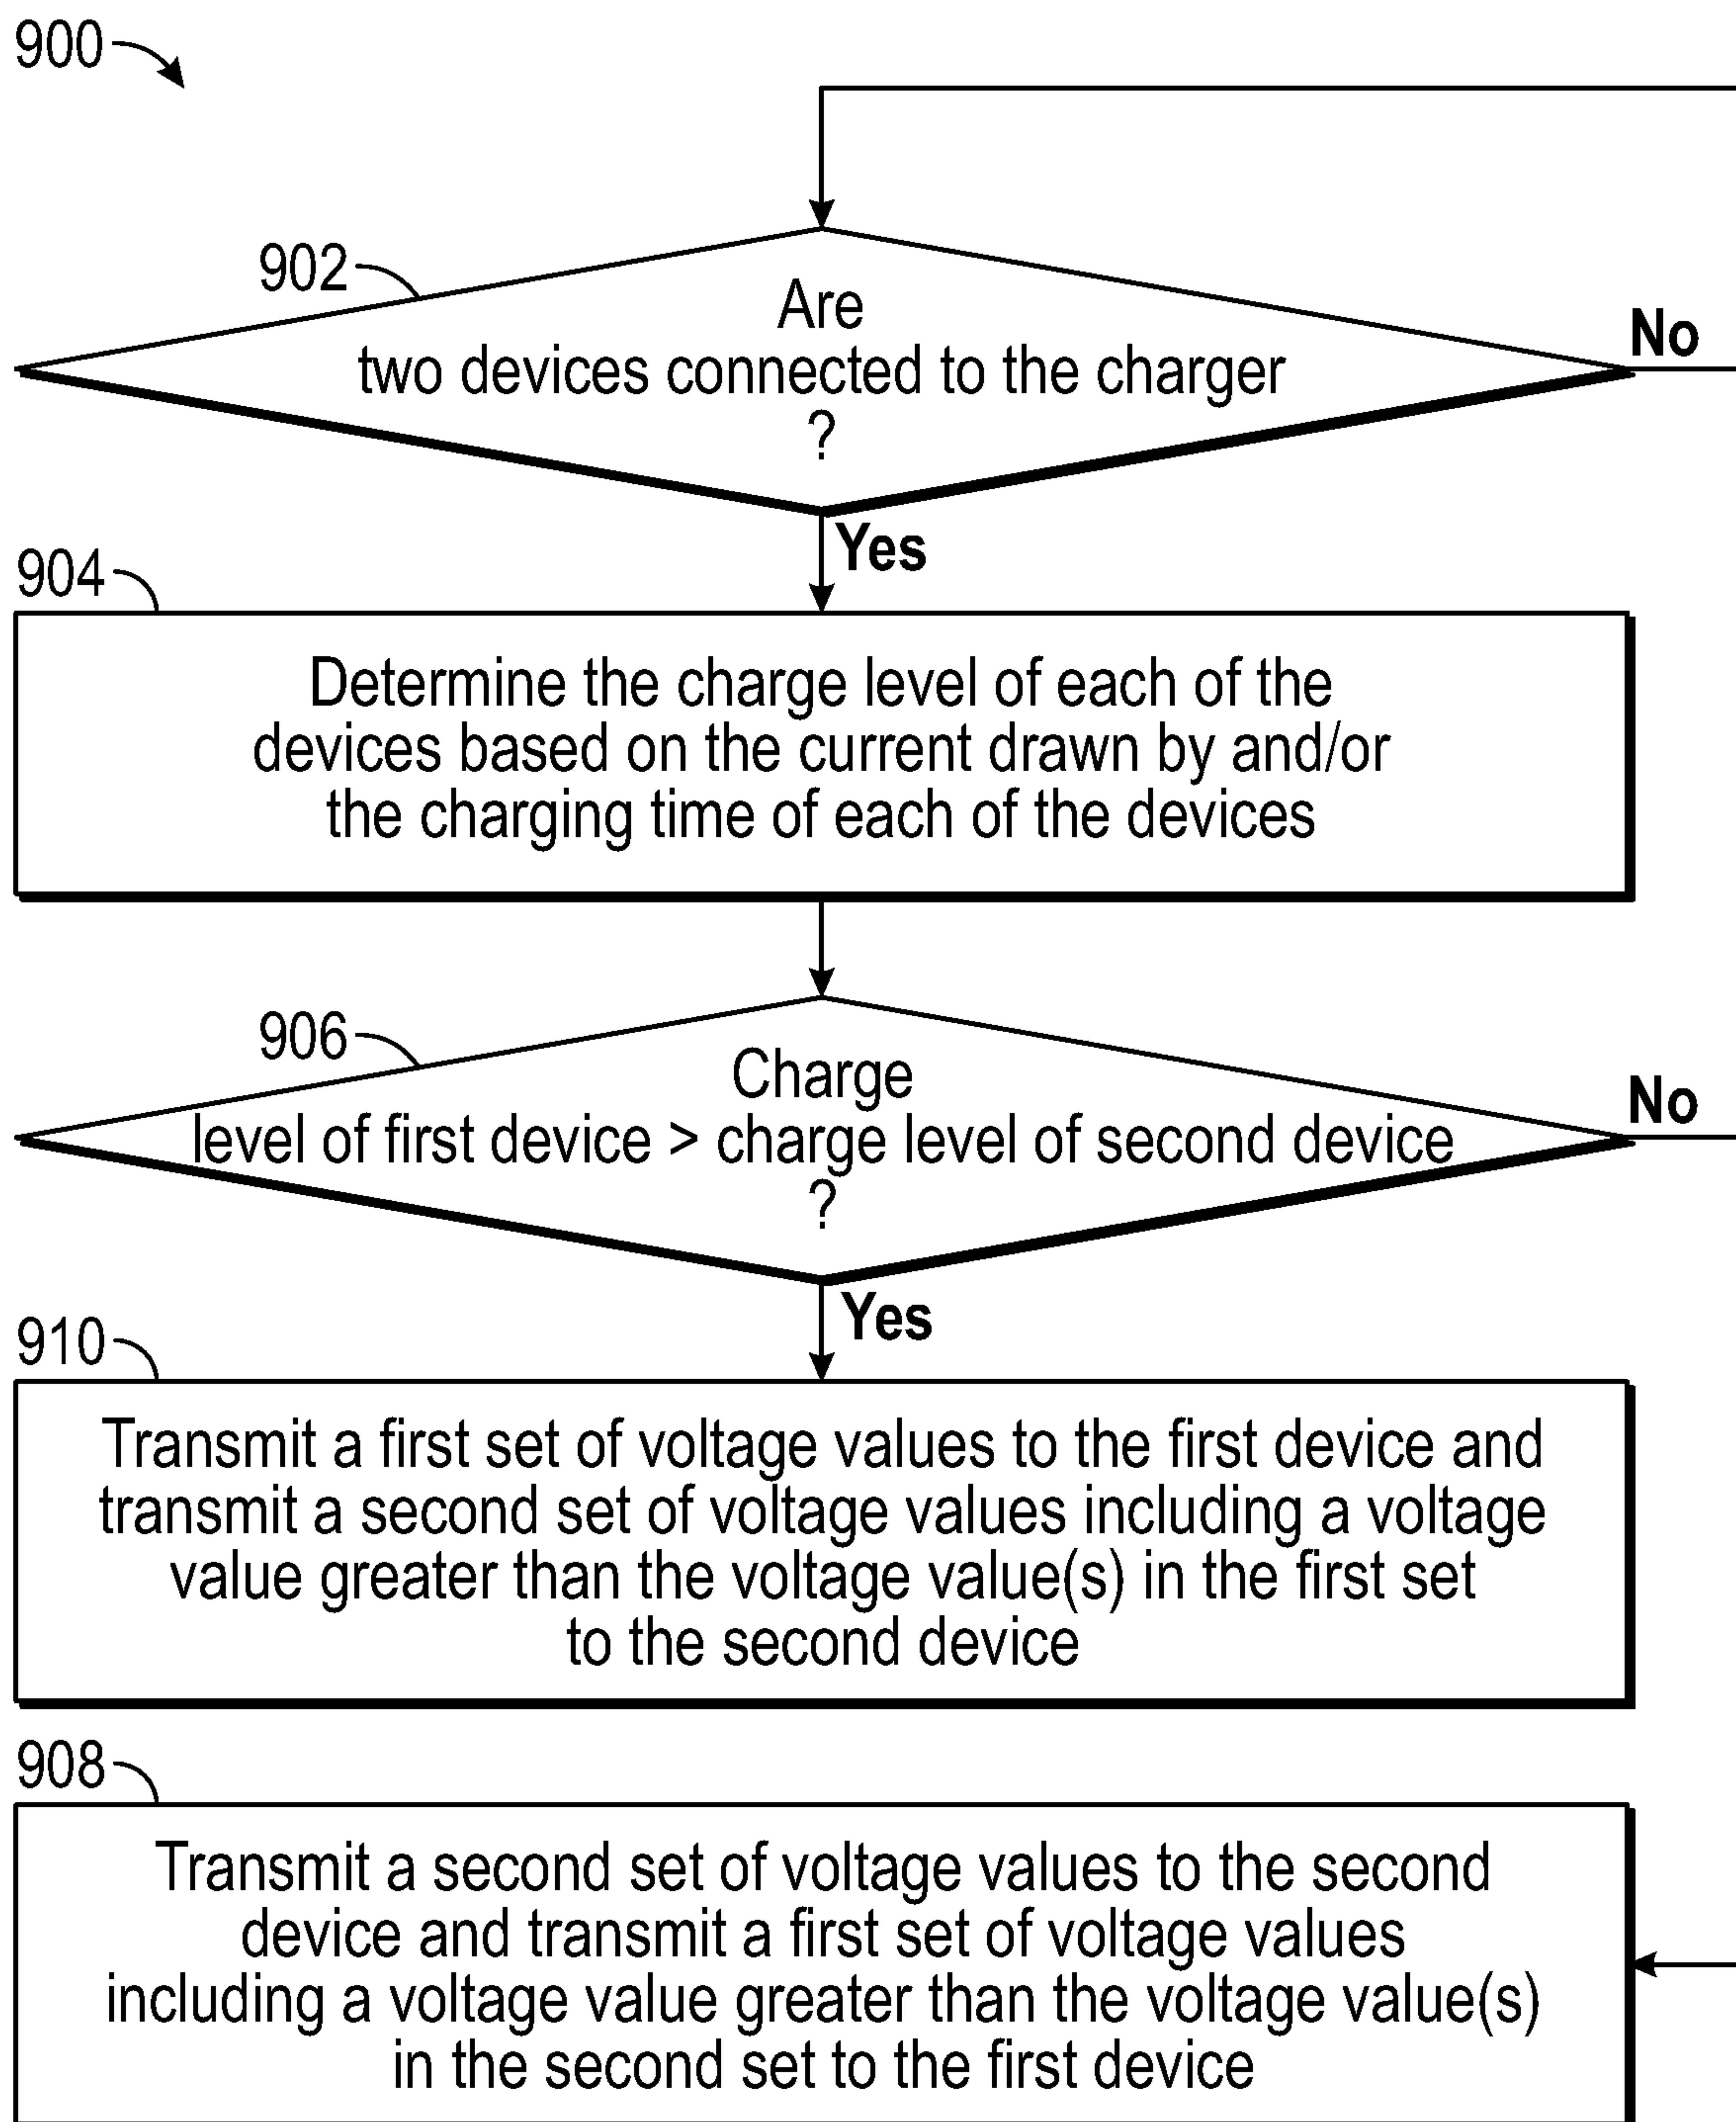 900
902
Are
two devices connected to the charger
?
No
Yes
904
Determine the charge level of each of the
devices based on the current drawn by and/or
the charging time of each of the devices
906
Charge
level of first device > charge level of second device
?
No
Yes
910
Transmit a first set of voltage values to the first device and
transmit a second set of voltage values including a voltage
value greater than the voltage value(s) in the first set
to the second device
908
Transmit a second set of voltage values to the second
device and transmit a first set of voltage values
including a voltage value greater than the voltage value(s)
in the second set to the first device